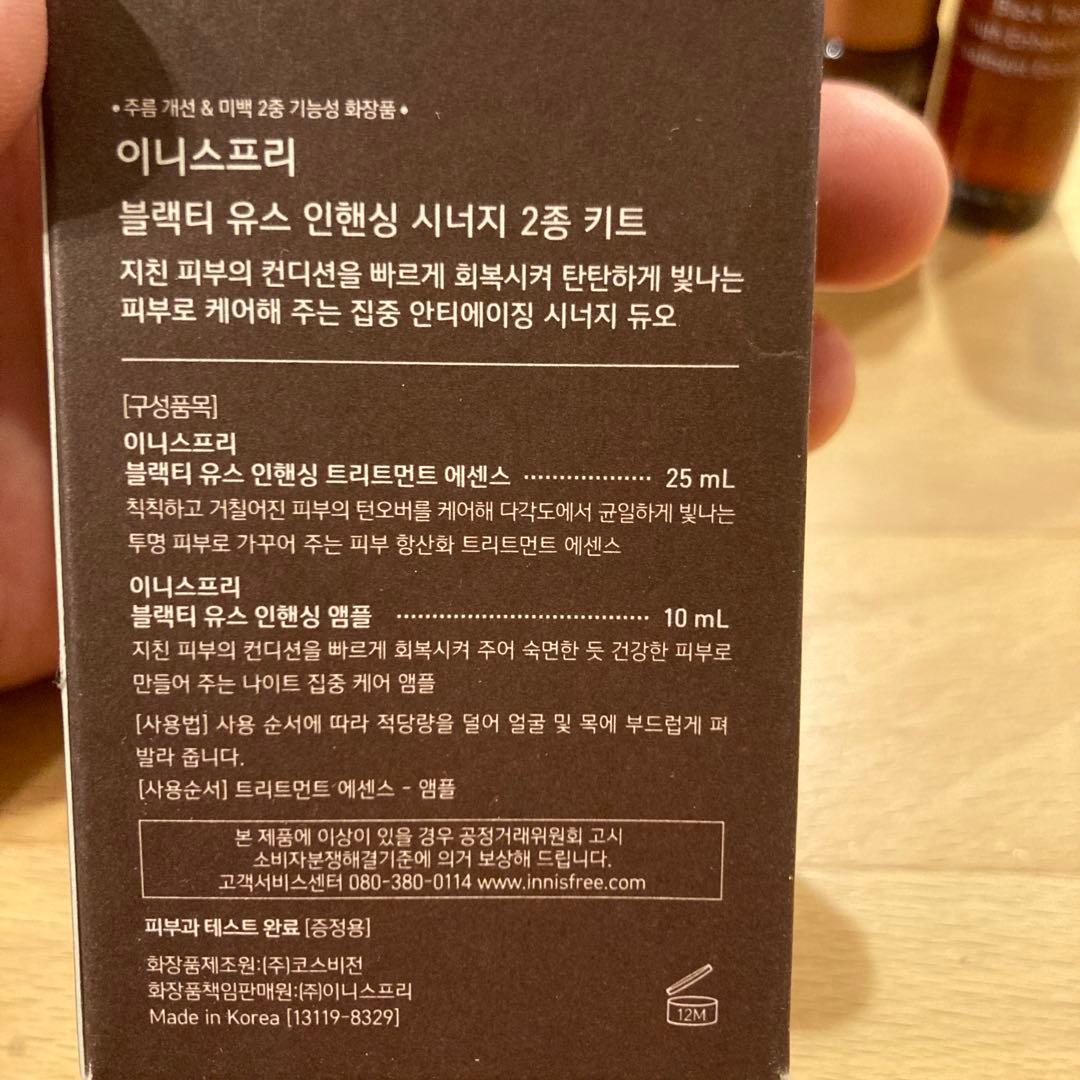 • 주름 개선 & 미백 2중 기능성 화장품 •
이니스프리
블랙티 유스 인핸싱 시너지 2종 키트
지친 피부의 컨디션을 빠르게 회복시켜 탄탄하게 빛나는
피부로 케어해 주는 집중 안티에이징 시너지 듀오
[구성품목]
이니스프리
블랙티 유스 인핸싱 트리트먼트 에센스 ·················· 25 mL
칙칙하고 거칠어진 피부의 턴오버를 케어해 다각도에서 균일하게 빛나는
투명 피부로 가꾸어 주는 피부 항산화 트리트먼트 에센스
이니스프리
블랙티 유스 인핸싱 앰플 ···································· 10 mL
지친 피부의 컨디션을 빠르게 회복시켜 주어 숙면한 듯 건강한 피부로
만들어 주는 나이트 집중 케어 앰플
[사용법] 사용 순서에 따라 적당량을 덜어 얼굴 및 목에 부드럽게 펴
발라 줍니다.
[사용순서] 트리트먼트 에센스 - 앰플
본 제품에 이상이 있을 경우 공정거래위원회 고시
소비자분쟁해결기준에 의거 보상해 드립니다.
고객서비스센터 080-380-0114 www.innisfree.com
피부과 테스트 완료 [증정용]
화장품제조원:(주)코스비전
화장품책임판매원:(주)이니스프리
Made in Korea [13119-8329]
12M
Black